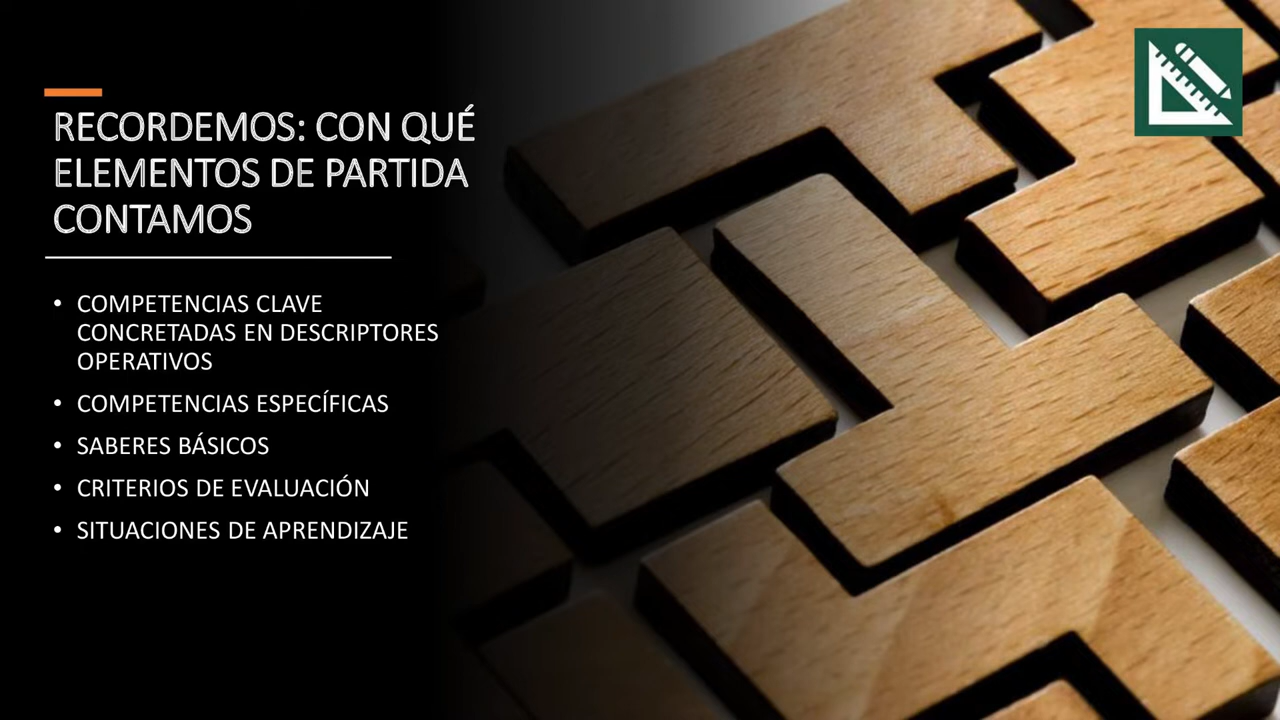 RECORDEMOS: CON QUÉ
ELEMENTOS DE PARTIDA
CONTAMOS
• COMPETENCIAS CLAVE
CONCRETADAS EN DESCRIPTORES
OPERATIVOS
• COMPETENCIAS ESPECÍFICAS
• SABERES BÁSICOS
• CRITERIOS DE EVALUACIÓN
• SITUACIONES DE APRENDIZAJE